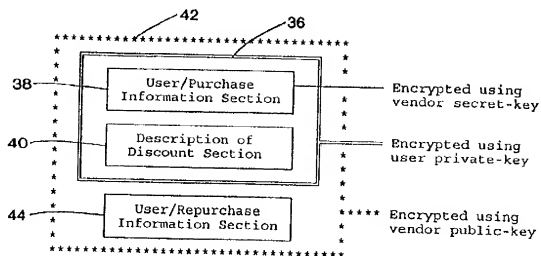 42
36
38
User/Purchase
Information Section
Encrypted using
vendor secret-key
40
Description of
Discount Section
Encrypted using
user private-key
44
User/Repurchase
Information Section
Encrypted using
vendor public-key